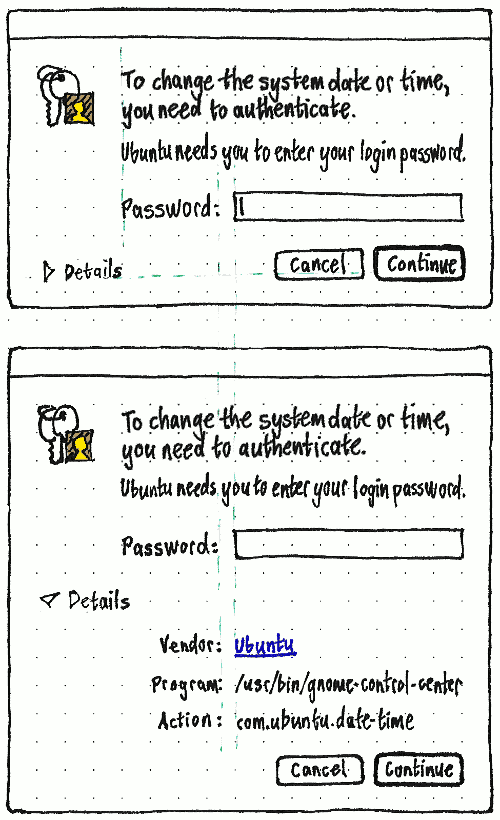 To change the system date or time,
you need to authenticate.
Ubuntu needs you to enter your login password.
Password:
Details
Cancel
Continue
To change the system date or time,
you need to authenticate.
Ubuntu needs you to enter your login password.
Password:
Details
Vendor: Ubuntu
Program: /usr/bin/gnome-control-center
Action: com.ubuntu.date-time
Cancel
Continue